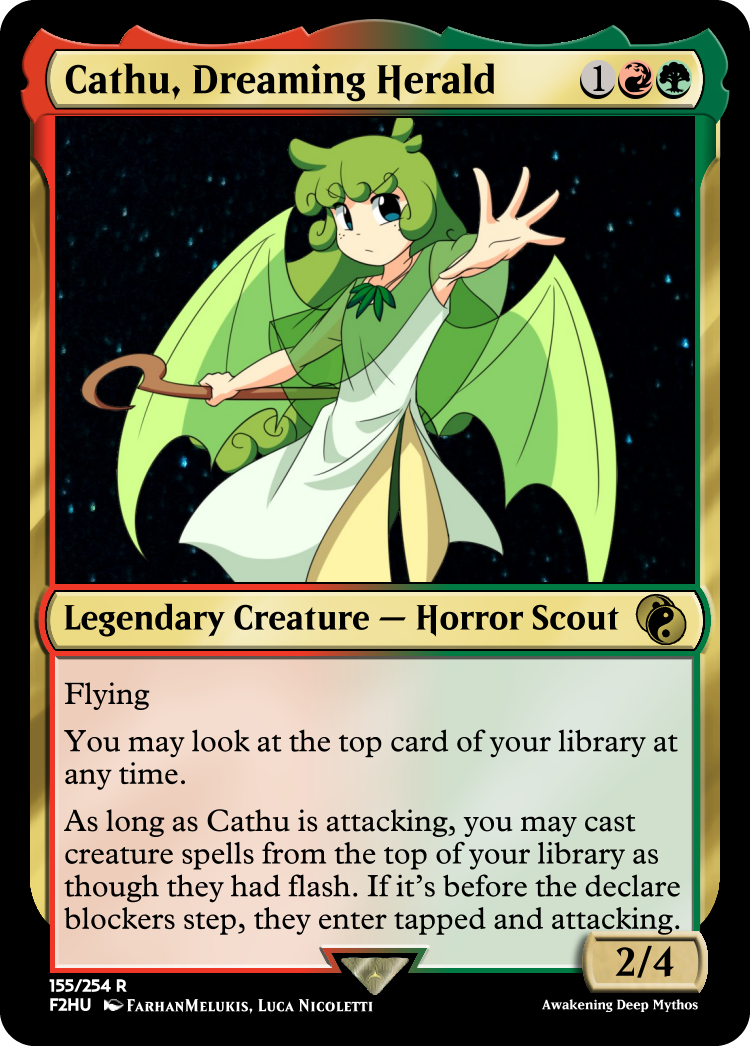 Cathu, Dreaming Herald 1
Legendary Creature — Horror Scout
Flying
You may look at the top card of your library at
any time.
As long as Cathu is attacking, you may cast
creature spells from the top of your library as
though they had flash. If it's before the declare
blockers step, they enter tapped and attacking.
2/4
155/254 R
F2HU FarhanMelukis, Luca Nicoletti
Awakening Deep Mythos